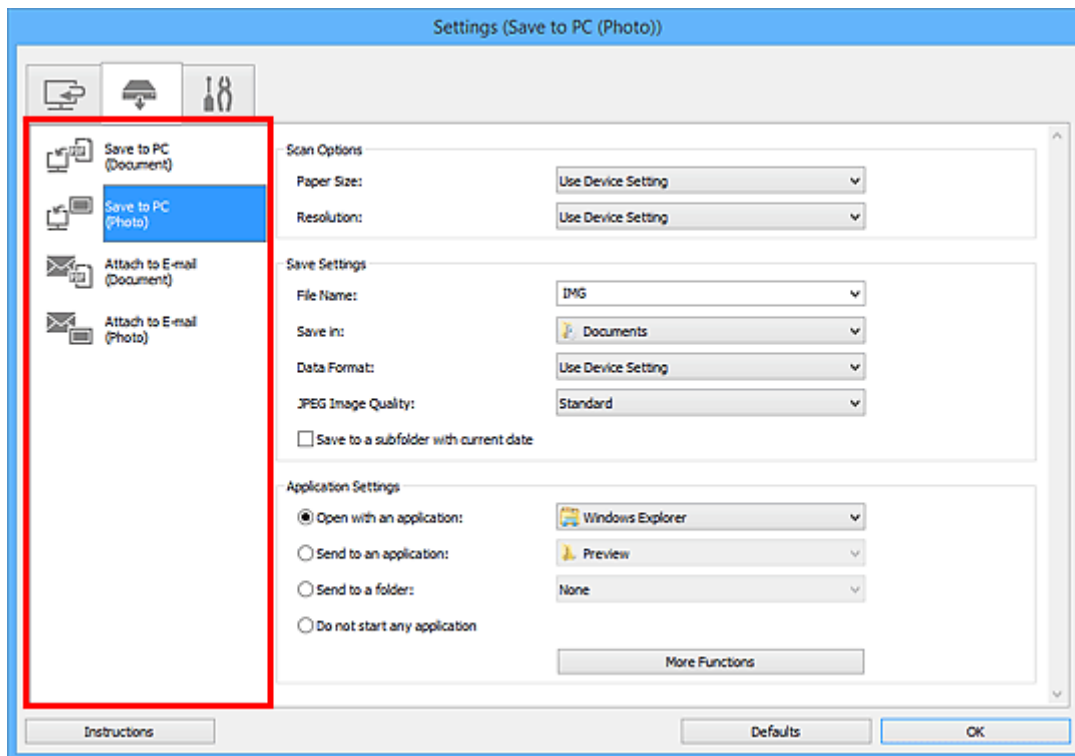 Settings (Save to PC (Photo))
Save to PC
(Document)
Save to PC
(Photo)
Attach to E-mail
(Document)
Attach to E-mail
(Photo)
Scan Options
Paper Size: Use Device Setting
Resolution: Use Device Setting
Save Settings
File Name: IMG
Save in: Documents
Data Format: Use Device Setting
JPEG Image Quality: Standard
Save to a subfolder with current date
Application Settings
Open with an application: Windows Explorer
Send to an application: Preview
Send to a folder: None
Do not start any application
More Functions
Instructions
Defaults
OK